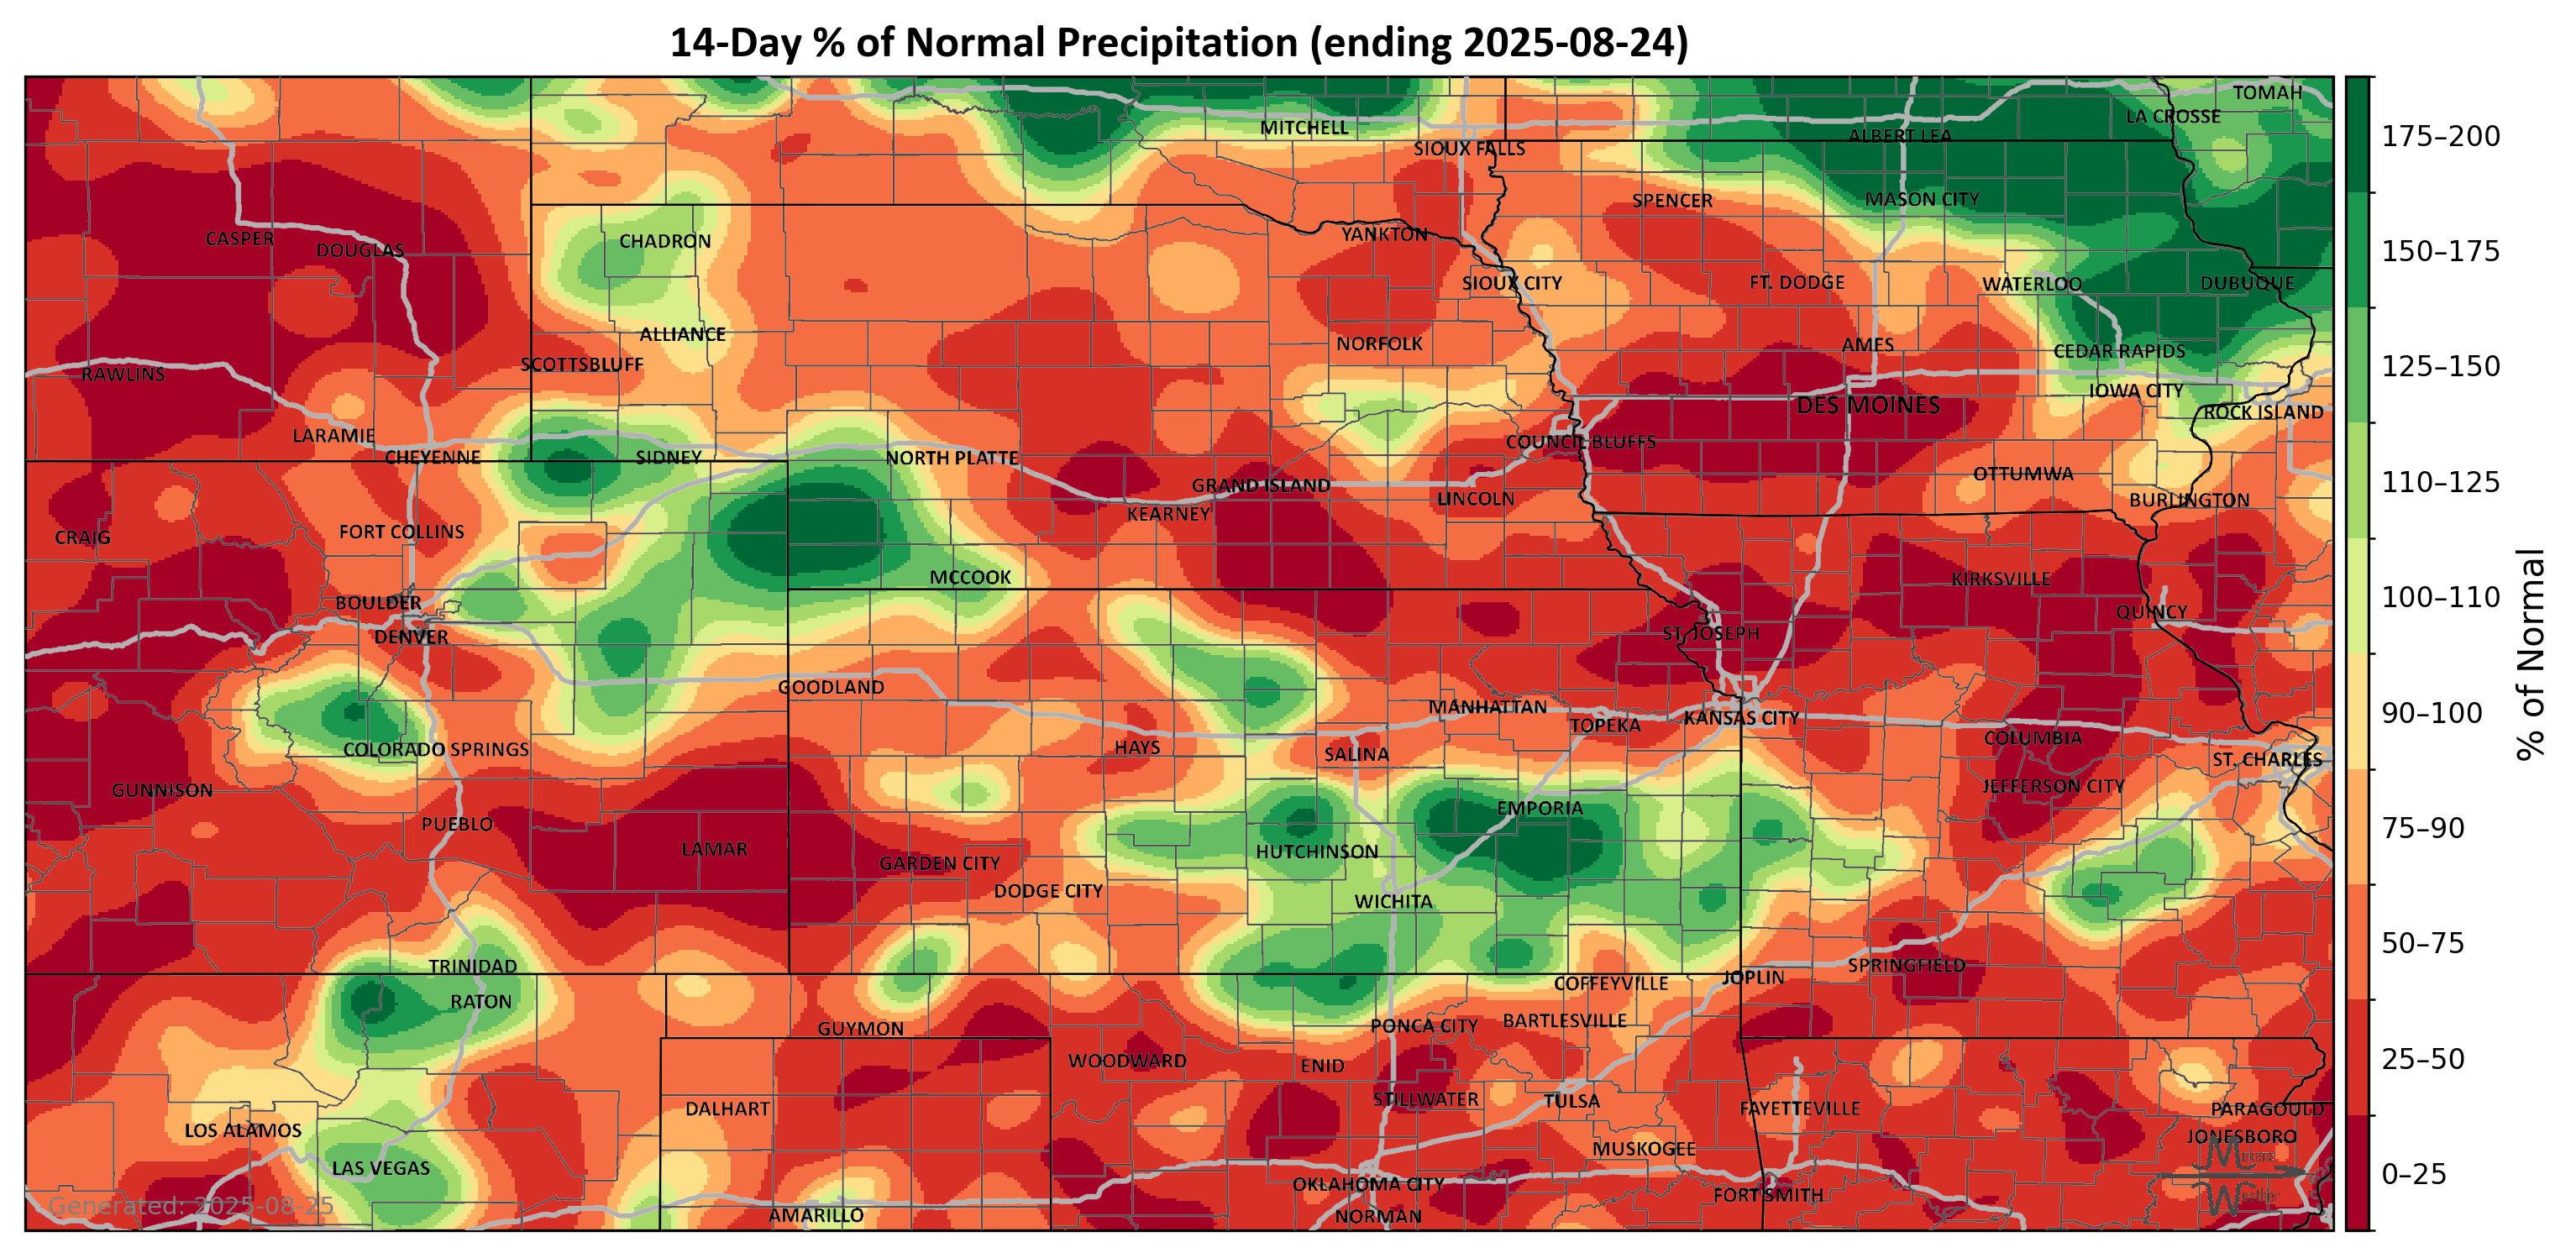 14-Day % of Normal Precipitation (ending 2025-08-24)
TOMAH
LA CROSSE
MITCHELL
ALBERT LEA
SIOUX FALLS
SPENCER
MASON CITY
CASPER
DOUGLAS
CHADRON
YANKTON
SIOUX CITY
FT. DODGE
WATERLOO
DUBUQUE
ALLIANCE
NORFOLK
AMES
CEDAR RAPIDS
SCOTTSBLUFF
RAWLINS
IOWA CITY
DES MOINES
ROCK ISLAND
LARAMIE
COUNCIL BLUFFS
CHEYENNE
SIDNEY
NORTH PLATTE
OTTUMWA
GRAND ISLAND
LINCOLN
BURLINGTON
KEARNEY
CRAIG
FORT COLLINS
MCCOOK
KIRKSVILLE
BOULDER
QUINCY
DENVER
ST. JOSEPH
GOODLAND
MANHATTAN
TOPEKA
KANSAS CITY
COLUMBIA
COLORADO SPRINGS
HAYS
SALINA
ST. CHARLES
GUNNISON
JEFFERSON CITY
EMPORIA
PUEBLO
LAMAR
HUTCHINSON
GARDEN CITY
DODGE CITY
WICHITA
TRINIDAD
SPRINGFIELD
JOPLIN
COFFEYVILLE
RATON
GUYMON
PONCA CITY
BARTLESVILLE
WOODWARD
ENID
STILLWATER
TULSA
DALHART
FAYETTEVILLE
PARAGOULD
LOS ALAMOS
JONESBORO
MUSKOGEE
LAS VEGAS
OKLAHOMA CITY
FORT SMITH
AMARILLO
NORMAN
Generated: 2025-08-25
175–200
150–175
125–150
110–125
100–110
90–100
75–90
50–75
25–50
0–25
% of Normal